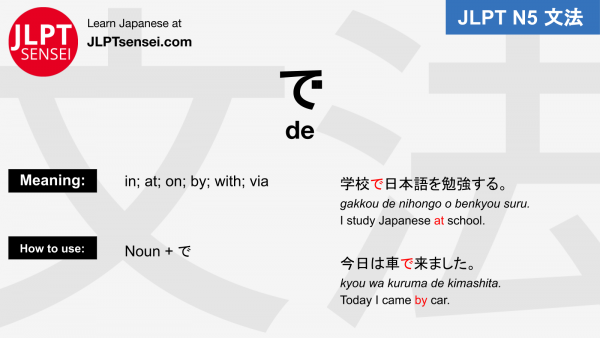 JLPT
SENSEI
Learn Japanese at
JLPTsensei.com
JLPT N5 文法
文法
で
de
Meaning:
in; at; on; by; with; via
How to use:
Noun + で
学校で日本語を勉強する。
gakkou de nihongo o benkyou suru.
I study Japanese at school.
今日は車で来ました。
kyou wa kuruma de kimashita.
Today I came by car.